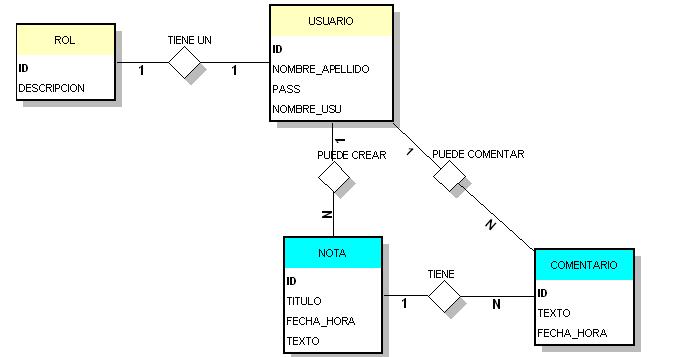 ROL
ID
DESCRIPCION
TIENE UN
1
1
USUARIO
ID
NOMBRE_APELLIDO
PASS
NOMBRE_USU
1
PUEDE CREAR
N
1
PUEDE COMENTAR
N
NOTA
ID
TITULO
FECHA_HORA
TEXTO
TIENE
1
N
COMENTARIO
ID
TEXTO
FECHA_HORA